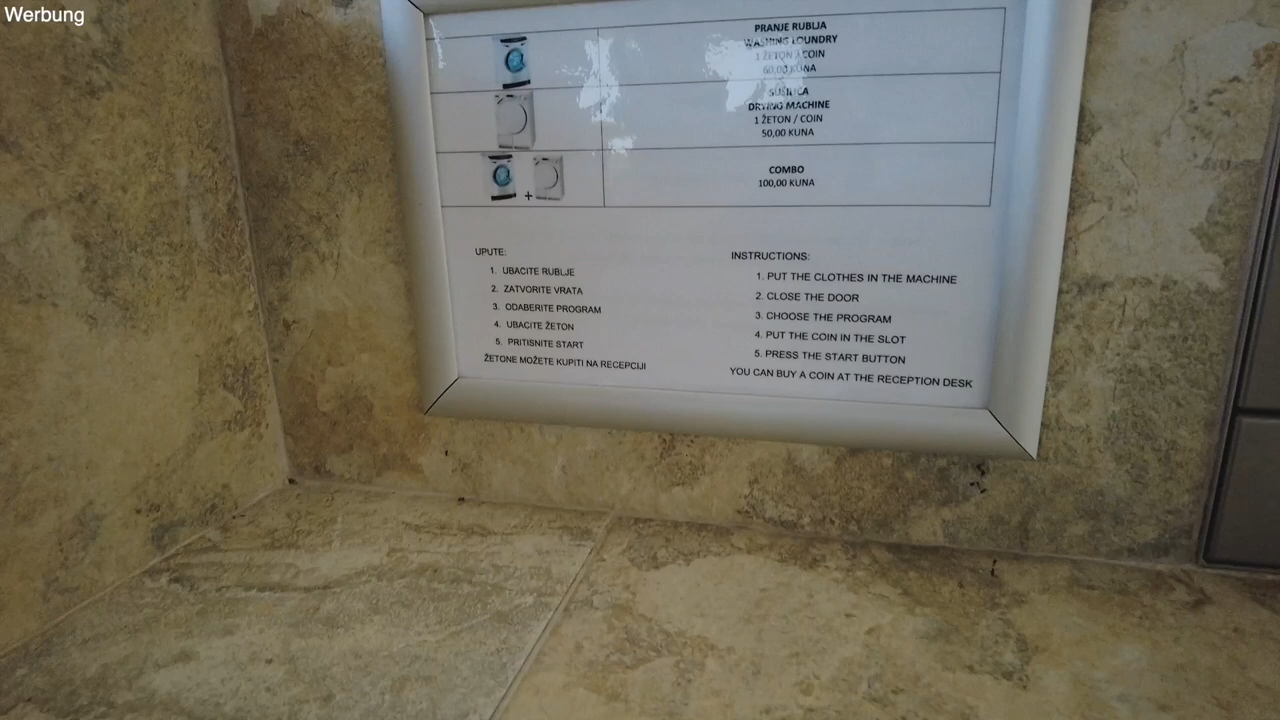 Werbung
PRANJE RUBLJA
WASHING LOUNDRY
1 ŽETON / COIN
60,00 KUNA
SUŠILICA
DRYING MACHINE
1 ŽETON / COIN
50,00 KUNA
+
COMBO
100,00 KUNA
UPUTE:
1. UBACITE RUBLJE
2. ZATVORITE VRATA
3. ODABERITE PROGRAM
4. UBACITE ŽETON
5. PRITISNITE START
ŽETONE MOŽETE KUPITI NA RECEPCIJI
INSTRUCTIONS:
1. PUT THE CLOTHES IN THE MACHINE
2. CLOSE THE DOOR
3. CHOOSE THE PROGRAM
4. PUT THE COIN IN THE SLOT
5. PRESS THE START BUTTON
YOU CAN BUY A COIN AT THE RECEPTION DESK